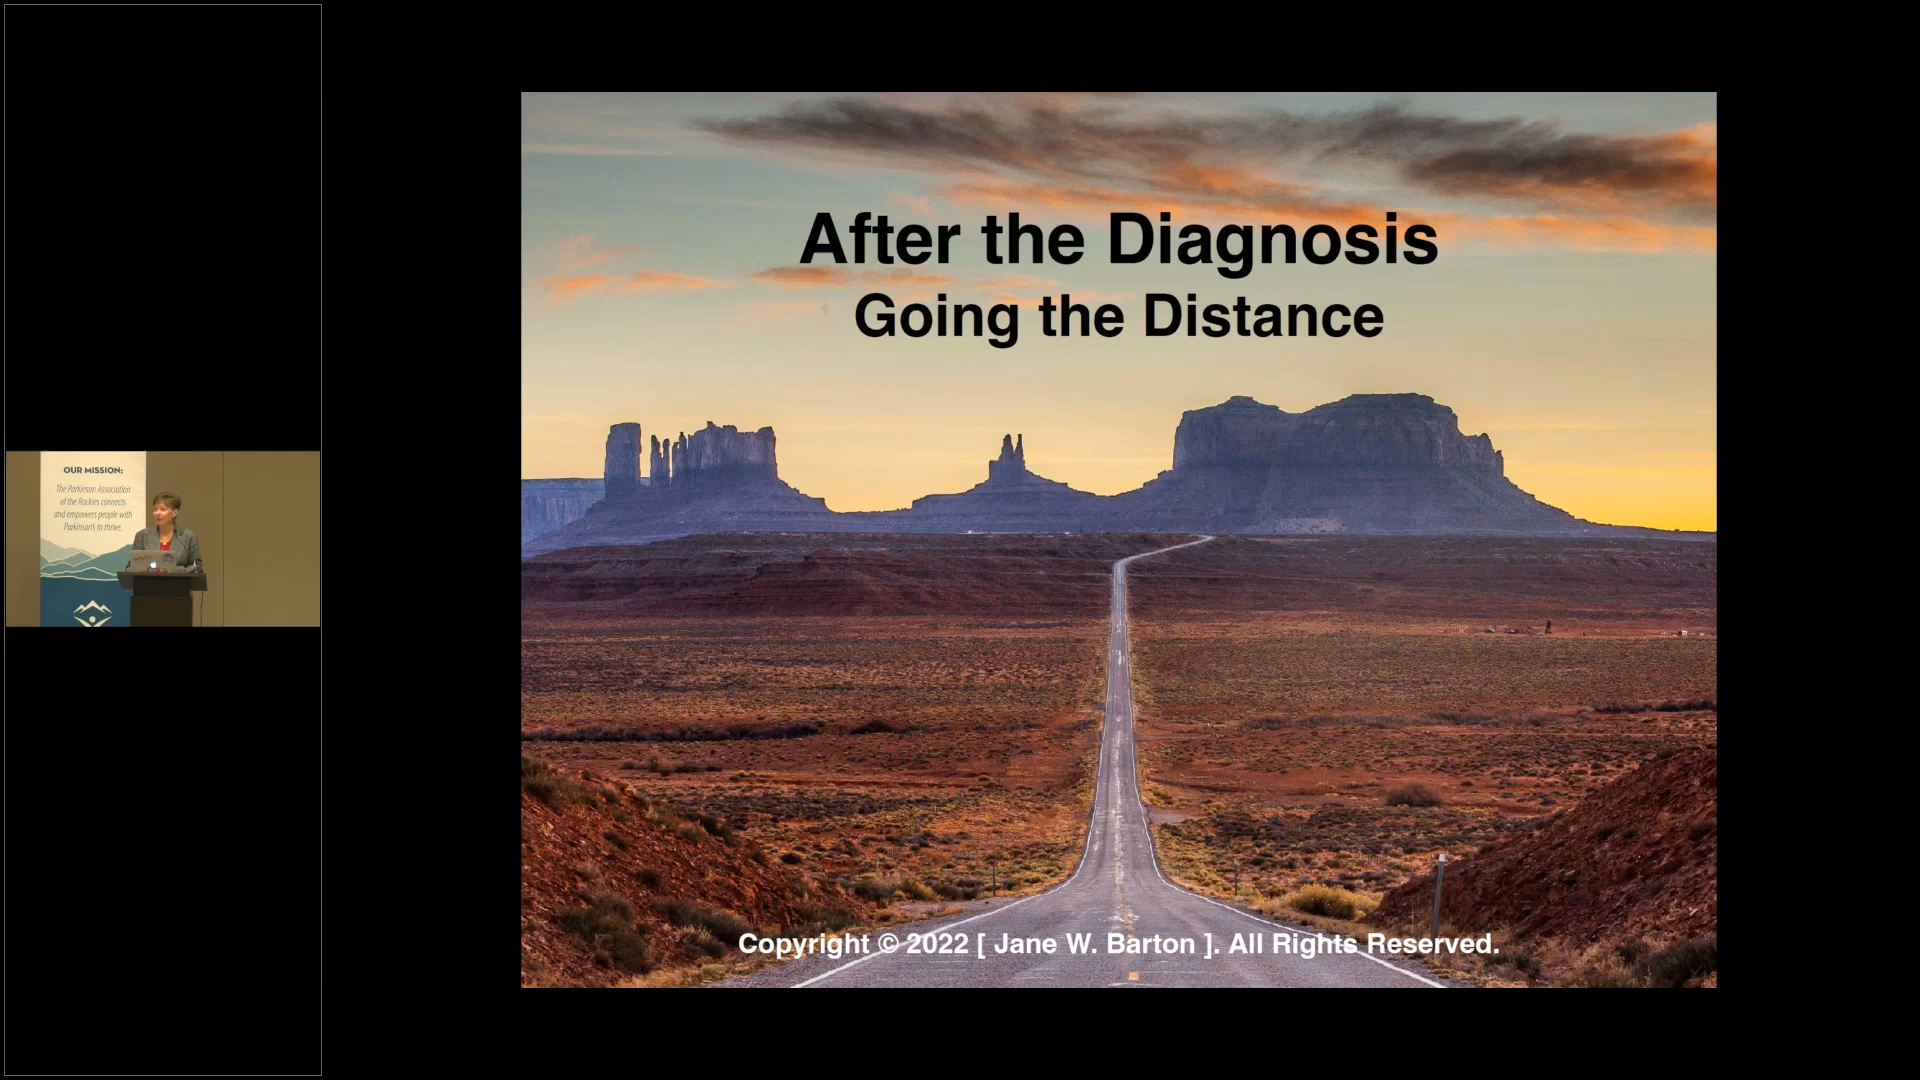 OUR MISSION:
The Parkinson Association
of the Rockies connects
and empowers people with
Parkinson's to thrive.
After the Diagnosis
Going the Distance
Copyright © 2022 [ Jane W. Barton ]. All Rights Reserved.